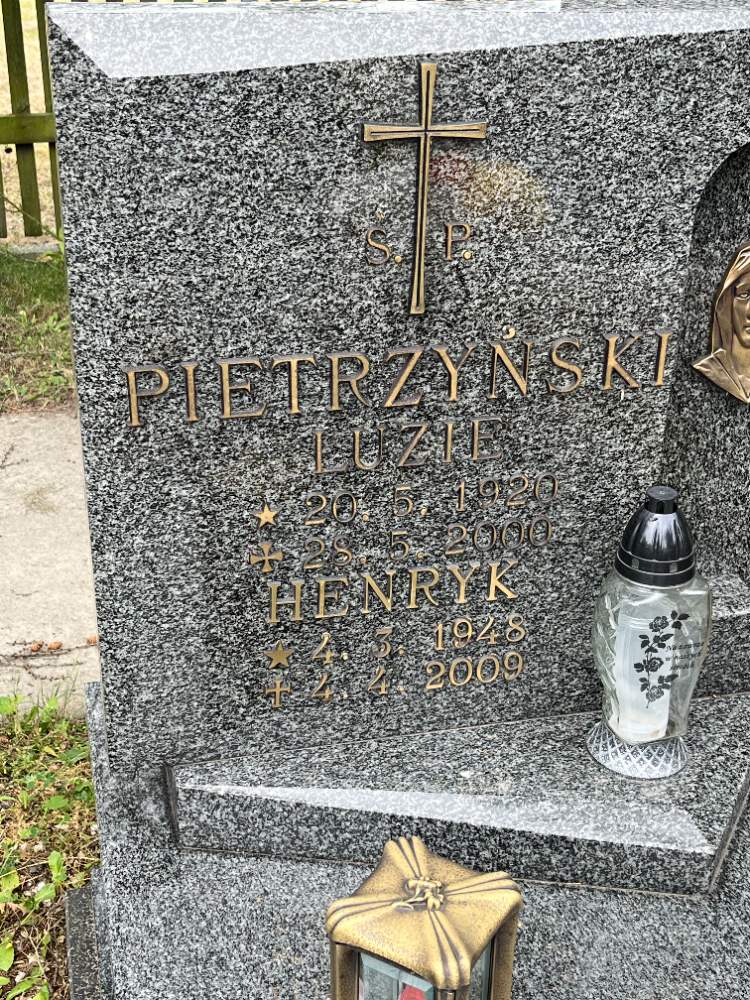 Ś. P.
PIETRZYŃSKI
LUZIE
★ 20. 5. 1920
✠ 28. 5. 2000
HENRYK
★ 4. 3. 1948
✝ 4. 4. 2009